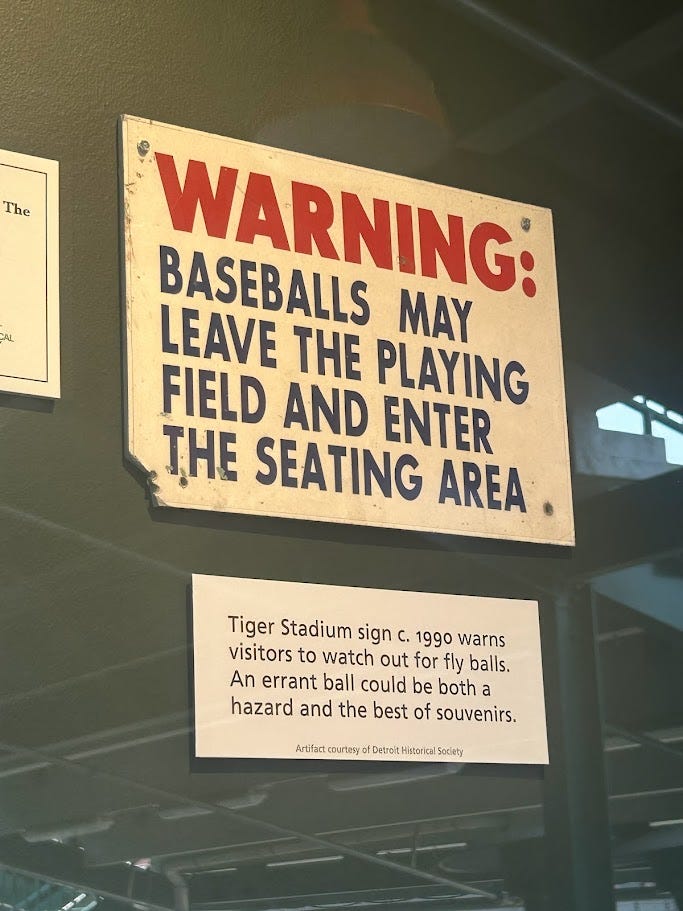 The
CAL
WARNING:
BASEBALLS MAY
LEAVE THE PLAYING
FIELD AND ENTER
THE SEATING AREA
Tiger Stadium sign c. 1990 warns
visitors to watch out for fly balls.
An errant ball could be both a
hazard and the best of souvenirs.
Artifact courtesy of Detroit Historical Society